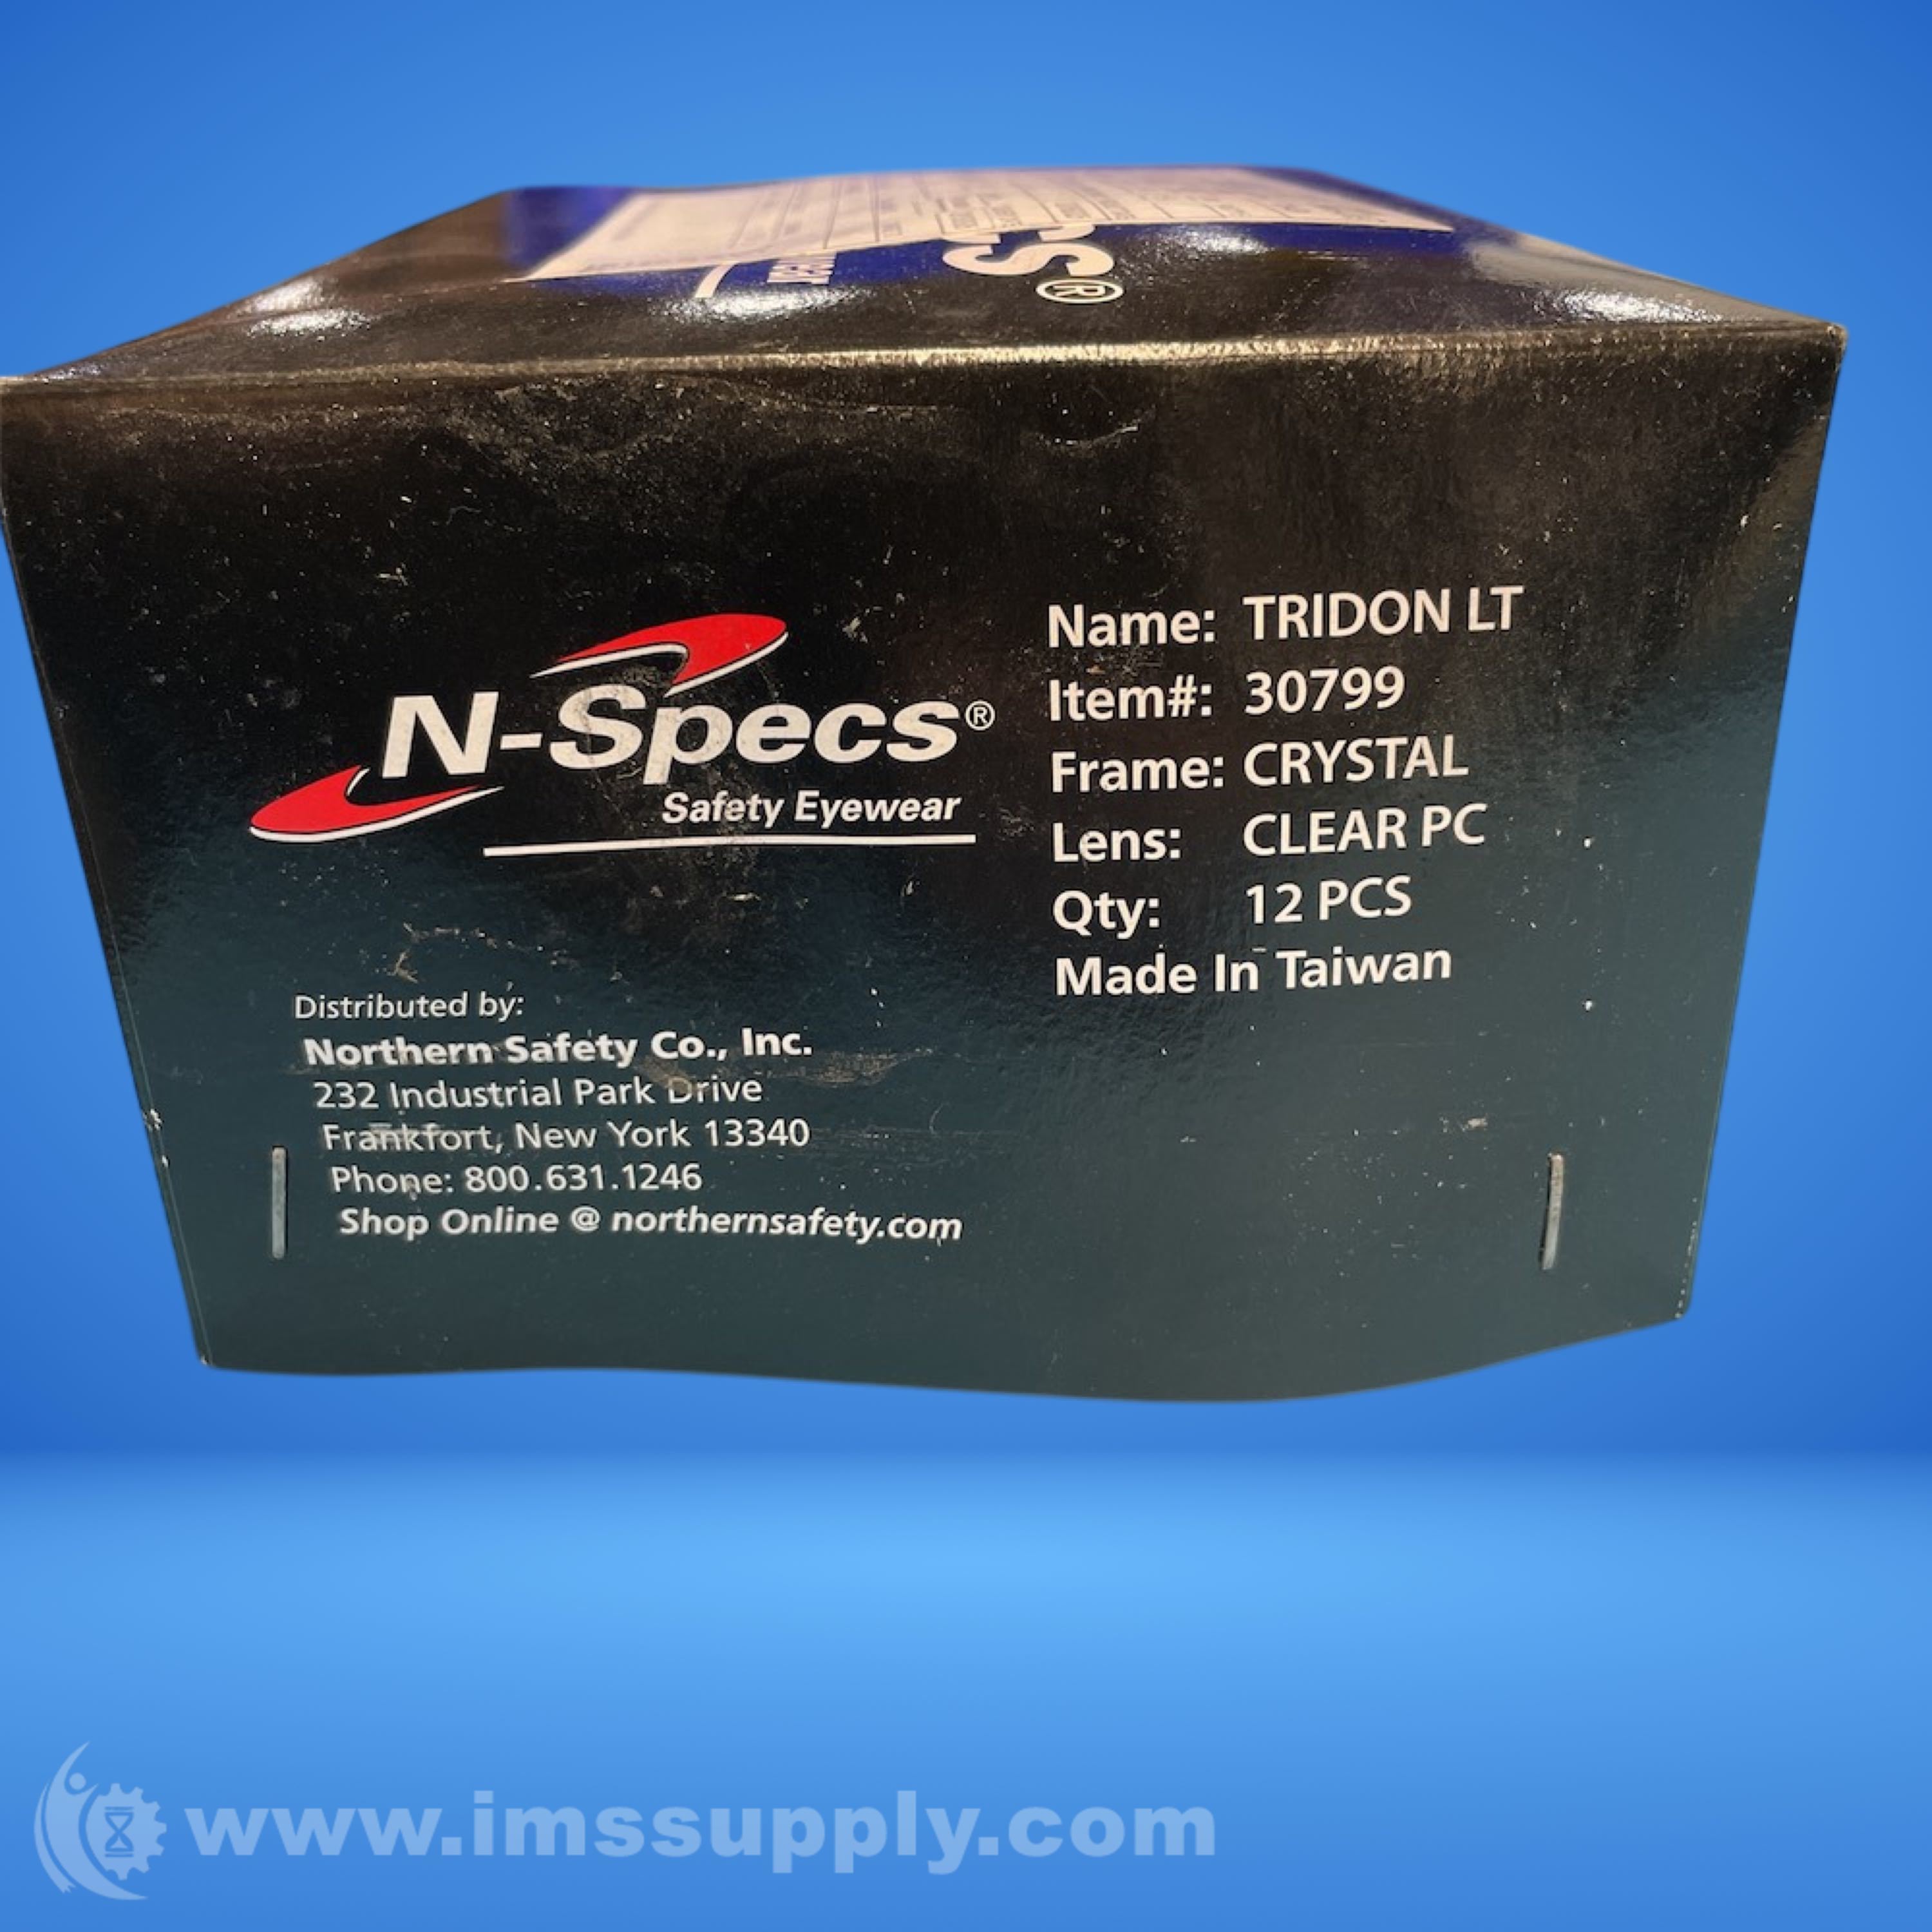 CS®
N-Specs®
Safety Eyewear
Name: TRIDON LT
Item#: 30799
Frame: CRYSTAL
Lens: CLEAR PC
Qty: 12 PCS
Made In Taiwan
Distributed by:
Northern Safety Co., Inc.
232 Industrial Park Drive
Frankfort, New York 13340
Phone: 800.631.1246
Shop Online @ northernsafety.com
www.imssupply.com